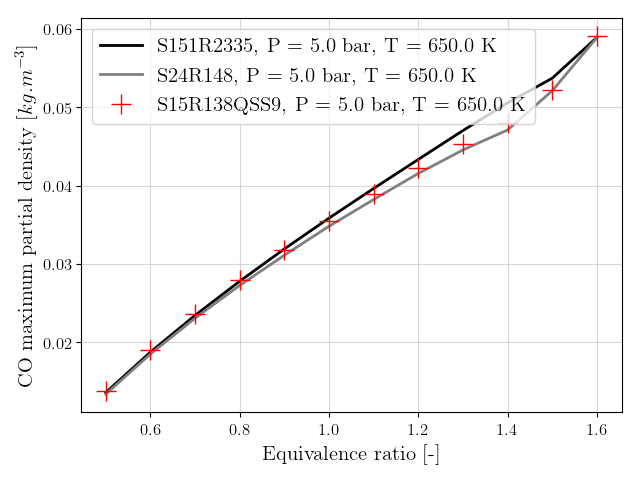 CO maximum partial density [kg.m⁻³]
0.06
0.05
0.04
0.03
0.02
S151R2335, P = 5.0 bar, T = 650.0 K
S24R148, P = 5.0 bar, T = 650.0 K
S15R138QSS9, P = 5.0 bar, T = 650.0 K
0.6 0.8 1.0 1.2 1.4 1.6
Equivalence ratio [-]